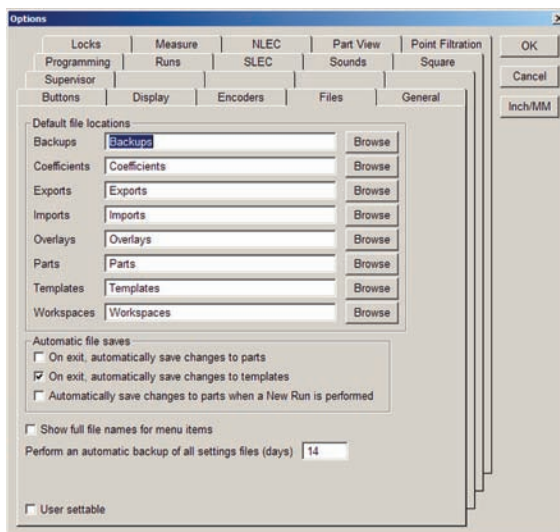 Options
Locks Measure NLEC Part View Point Filtration
Programming Runs SLEC Sounds Square
Supervisor
Buttons Display Encoders Files General
OK
Cancel
Inch/MM
Default file locations
Backups Backups Browse
Coefficients Coefficients Browse
Exports Exports Browse
Imports Imports Browse
Overlays Overlays Browse
Parts Parts Browse
Templates Templates Browse
Workspaces Workspaces Browse
Automatic file saves
On exit, automatically save changes to parts
On exit, automatically save changes to templates
Automatically save changes to parts when a New Run is performed
Show full file names for menu items
Perform an automatic backup of all settings files (days) 14
User settable